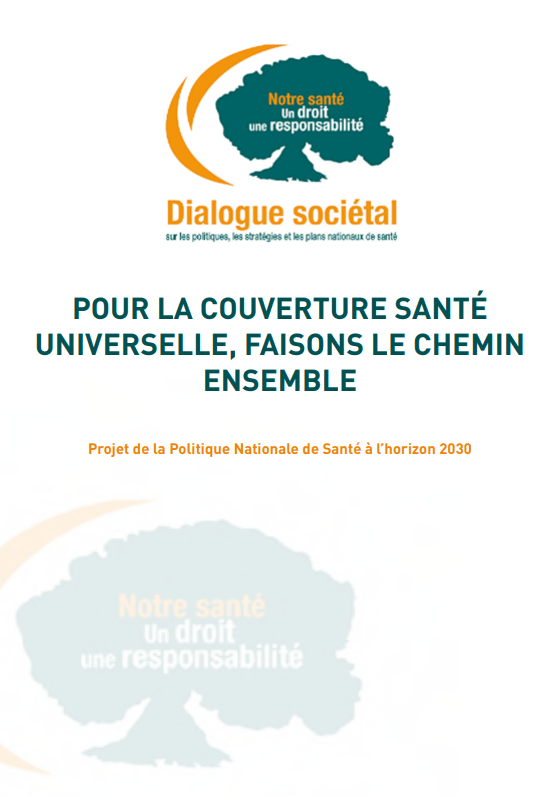 Notre santé
Un droit
une responsabilité
Dialogue sociétal
sur les politiques, les stratégies et les plans nationaux de santé
POUR LA COUVERTURE SANTÉ
UNIVERSELLE, FAISONS LE CHEMIN
ENSEMBLE
Projet de la Politique Nationale de Santé à l'horizon 2030
Notre santé
Un droit
une responsabilité